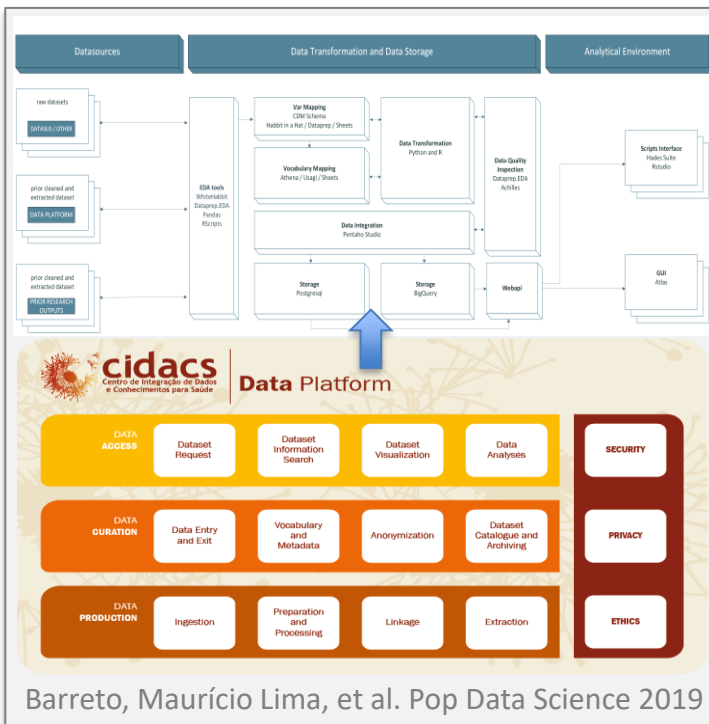 Datasources
Data Transformation and Data Storage
Analytical Environment
raw datasets
DATASUS / OTHER
prior cleaned and
extracted dataset
DATA PLATFORM
prior cleaned and
extracted dataset
PRIOR RESEARCH
OUTPUTS
EDA tools
WhiteHabbit
Dataprep.EDA
Pandas
RScripts
Var Mapping
CDM Schema
Habbit in a Hat / Dataprep / Sheets
Vocabulary Mapping
Athena / Usagi / Sheets
Data Transformation
Python and R
Data Quality
Inspection
Dataprep.EDA
Achilles
Data Integration
Pentaho Studio
Storage
Postgresql
Storage
BigQuery
Webapi
Scripts Interface
Hades Suite
Rstudio
GUI
Atlas
cidacs
Centro de Integração de Dados
e Conhecimentos para Saúde
Data Platform
DATA
ACCESS
Dataset
Request
Dataset
Information
Search
Dataset
Visualization
Data
Analyses
SECURITY
DATA
CURATION
Data Entry
and Exit
Vocabulary
and
Metadata
Anonymization
Dataset
Catalogue and
Archiving
PRIVACY
DATA
PRODUCTION
Ingestion
Preparation
and
Processing
Linkage
Extraction
ETHICS
Barreto, Maurício Lima, et al. Pop Data Science 2019